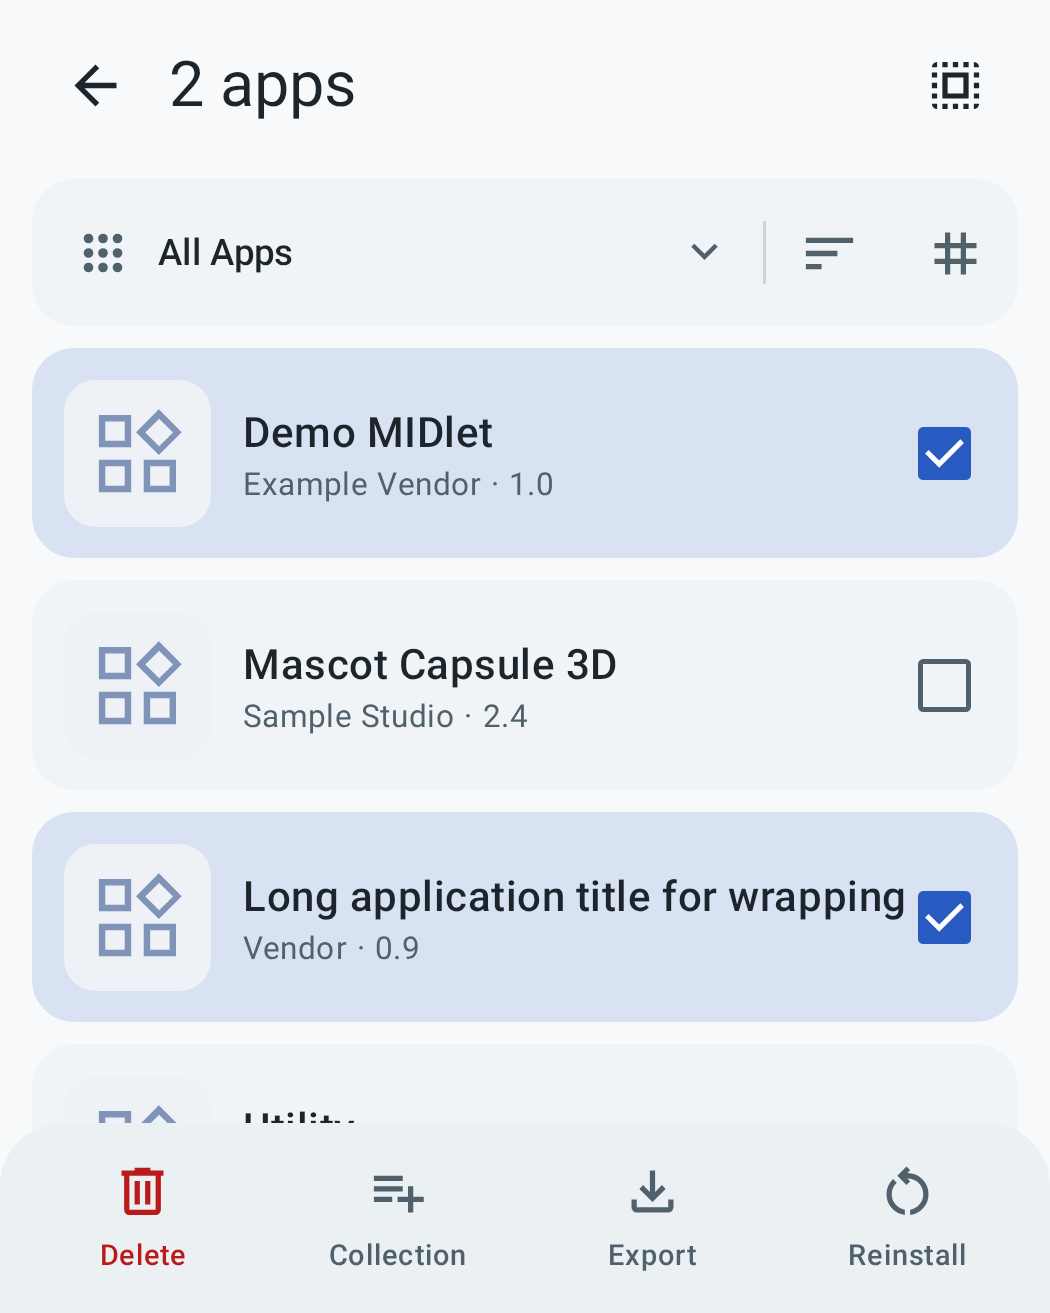 2 apps
All Apps
Demo MIDlet
Example Vendor · 1.0
Mascot Capsule 3D
Sample Studio · 2.4
Long application title for wrapping
Vendor · 0.9
Utility
Delete
Collection
Export
Reinstall